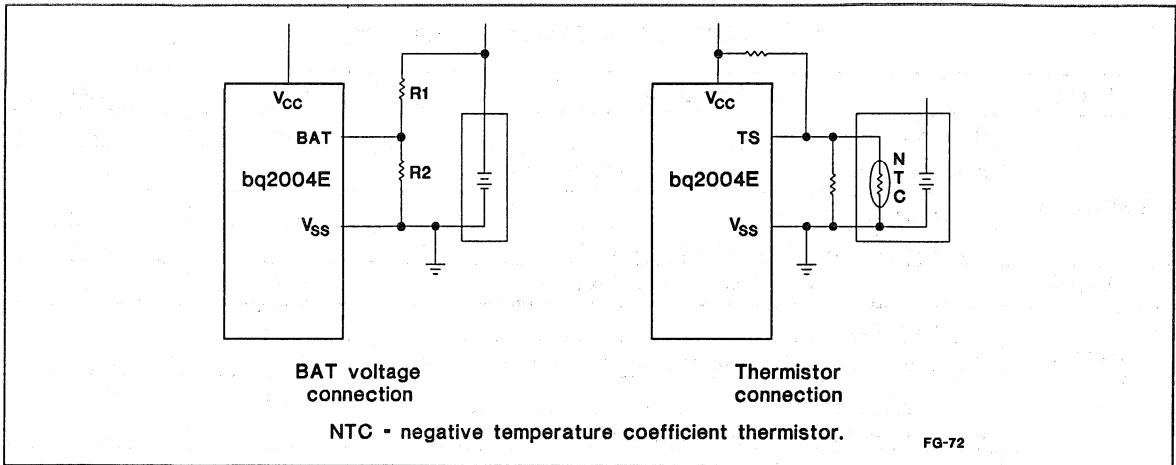 VCC
BAT
bq2004E
VSS
R1
R2
BAT voltage
connection
VCC
TS
bq2004E
VSS
N
T
C
Thermistor
connection
NTC - negative temperature coefficient thermistor.
FG-72